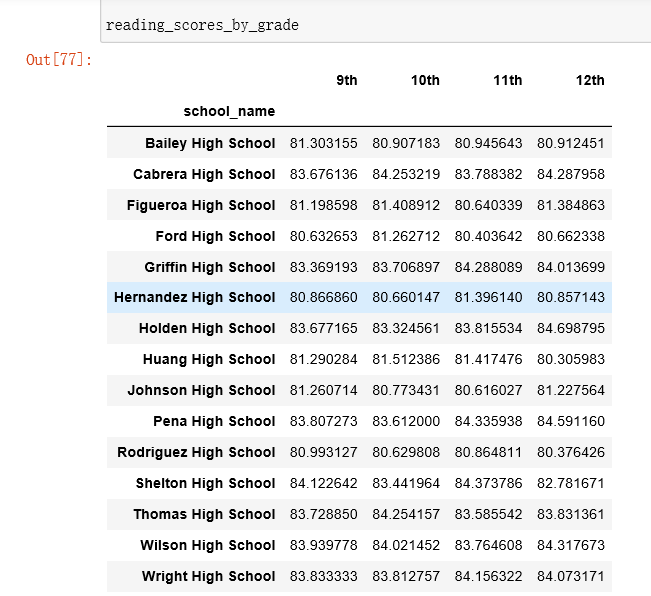 reading_scores_by_grade
Out[77]:
9th 10th 11th 12th
school_name
Bailey High School 81.303155 80.907183 80.945643 80.912451
Cabrera High School 83.676136 84.253219 83.788382 84.287958
Figueroa High School 81.198598 81.408912 80.640339 81.384863
Ford High School 80.632653 81.262712 80.403642 80.662338
Griffin High School 83.369193 83.706897 84.288089 84.013699
Hernandez High School 80.866860 80.660147 81.396140 80.857143
Holden High School 83.677165 83.324561 83.815534 84.698795
Huang High School 81.290284 81.512386 81.417476 80.305983
Johnson High School 81.260714 80.773431 80.616027 81.227564
Pena High School 83.807273 83.612000 84.335938 84.591160
Rodriguez High School 80.993127 80.629808 80.864811 80.376426
Shelton High School 84.122642 83.441964 84.373786 82.781671
Thomas High School 83.728850 84.254157 83.585542 83.831361
Wilson High School 83.939778 84.021452 83.764608 84.317673
Wright High School 83.833333 83.812757 84.156322 84.073171